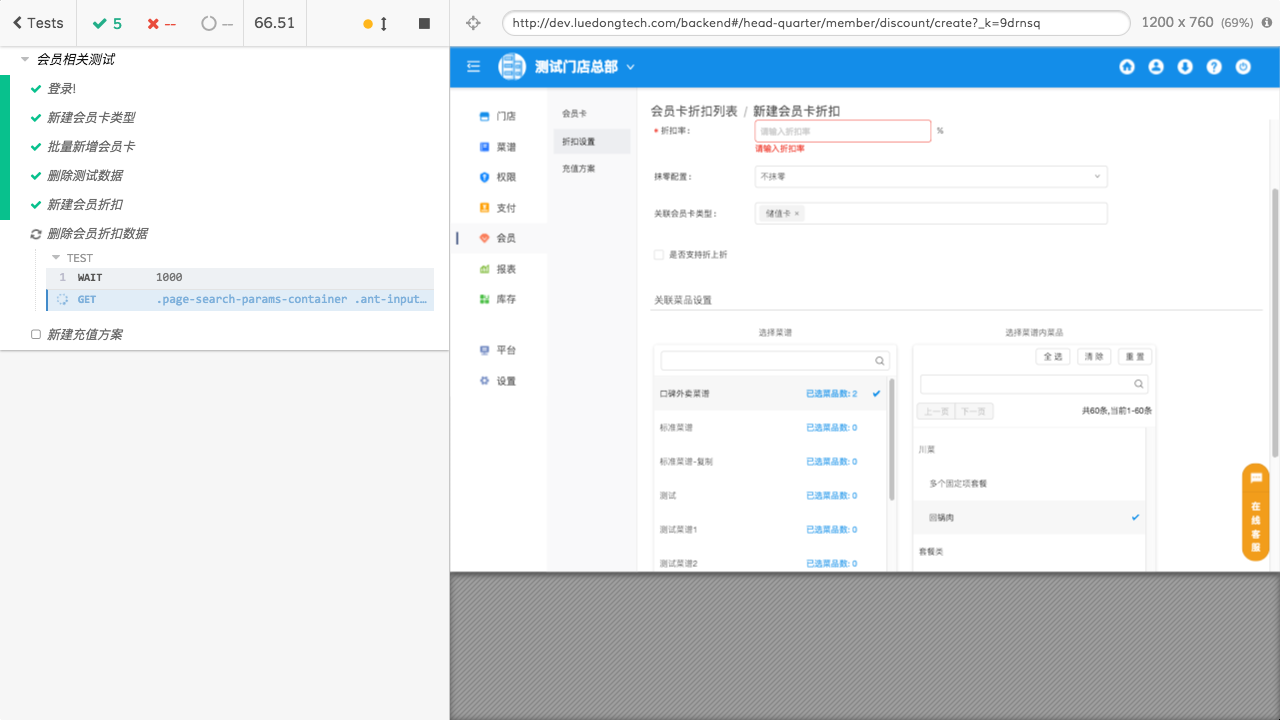 Tests
5
--
--
66.51
http://dev.luedongtech.com/backend#/head-quarter/member/discount/create?_k=9drnsq
1200 x 760 (69%)
会员相关测试
登录!
新建会员卡类型
批量新增会员卡
删除测试数据
新建会员折扣
删除会员折扣数据
TEST
1 WAIT 1000
GET .page-search-params-container .ant-input…
新建充值方案
测试门店总部
门店
菜谱
权限
支付
会员
报表
库存
平台
设置
会员卡
折扣设置
充值方案
会员卡折扣列表 / 新建会员卡折扣
* 折扣率: 请输入折扣率 %
请输入折扣率
抹零配置: 不抹零
关联会员卡类型: 储值卡 ×
是否支持折上折
关联菜品设置
选择菜谱
口碑外卖菜谱 已选菜品数: 2
标准菜谱 已选菜品数: 0
标准菜谱-复制 已选菜品数: 0
测试 已选菜品数: 0
测试菜谱1 已选菜品数: 0
测试菜谱2 已选菜品数: 0
选择菜谱内菜品
全选 清除 重置
上一页 下一页 共60条,当前1-60条
川菜
多个固定项套餐
回锅肉
套餐类
在线客服